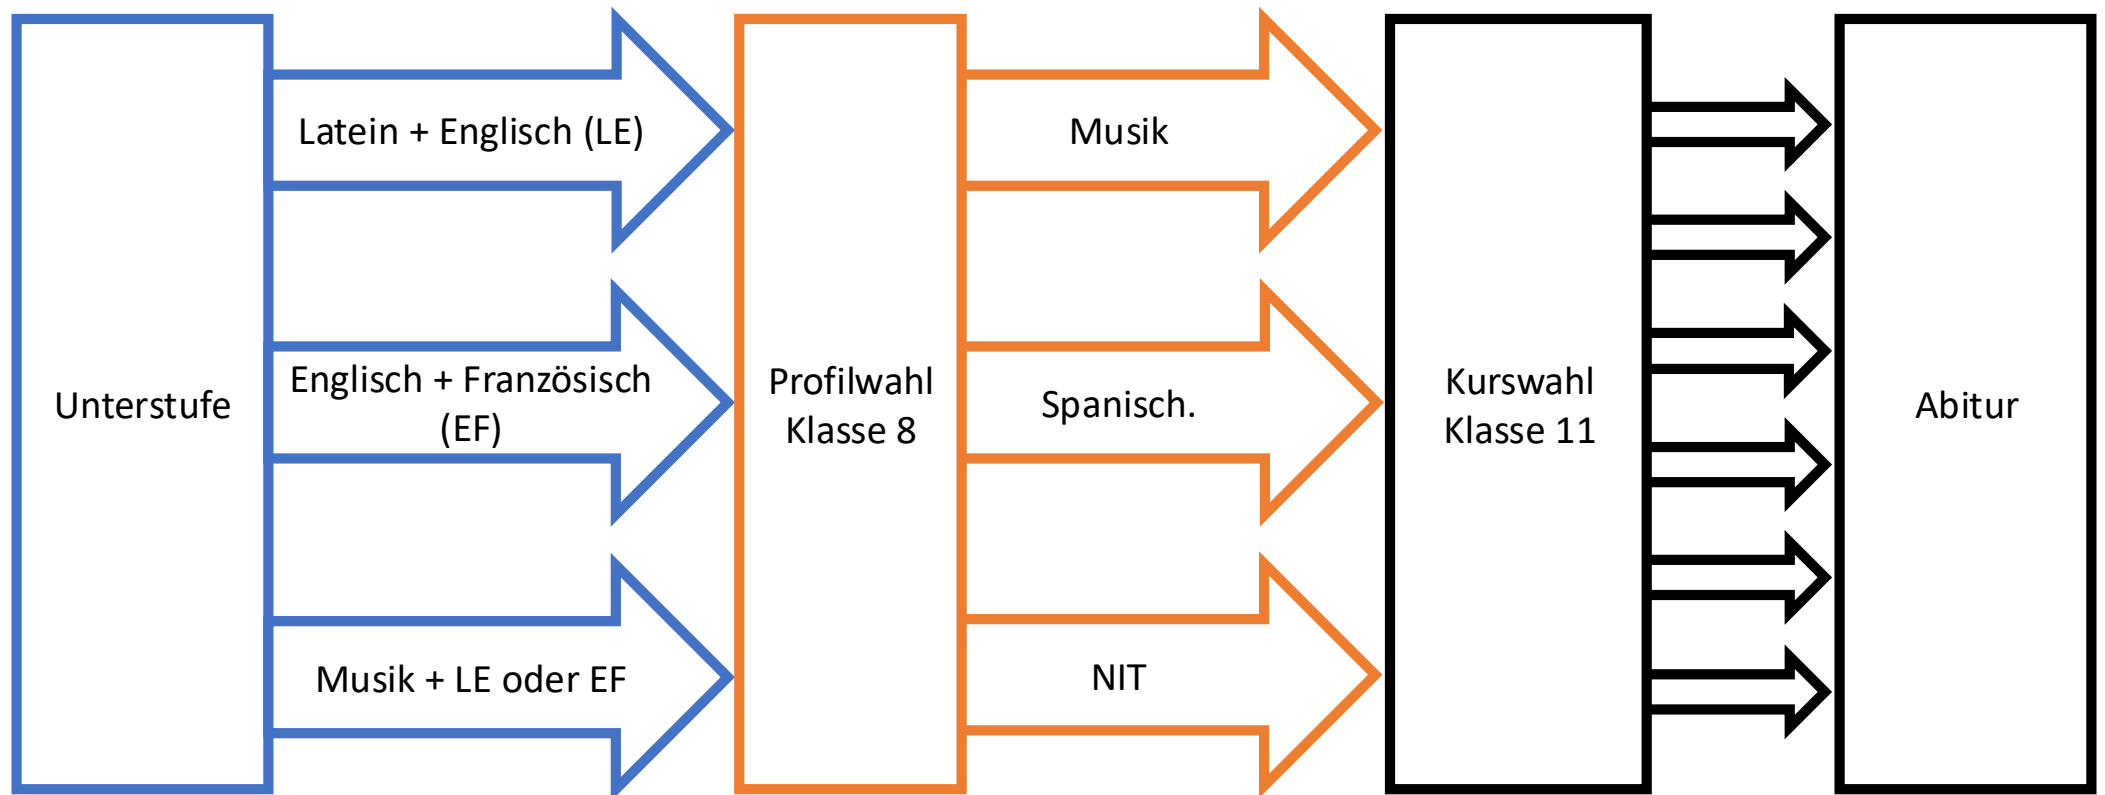 Unterstufe
Latein + Englisch (LE)
Englisch + Französisch
(EF)
Musik + LE oder EF
Profilwahl
Klasse 8
Musik
Spanisch.
NIT
Kurswahl
Klasse 11
Abitur